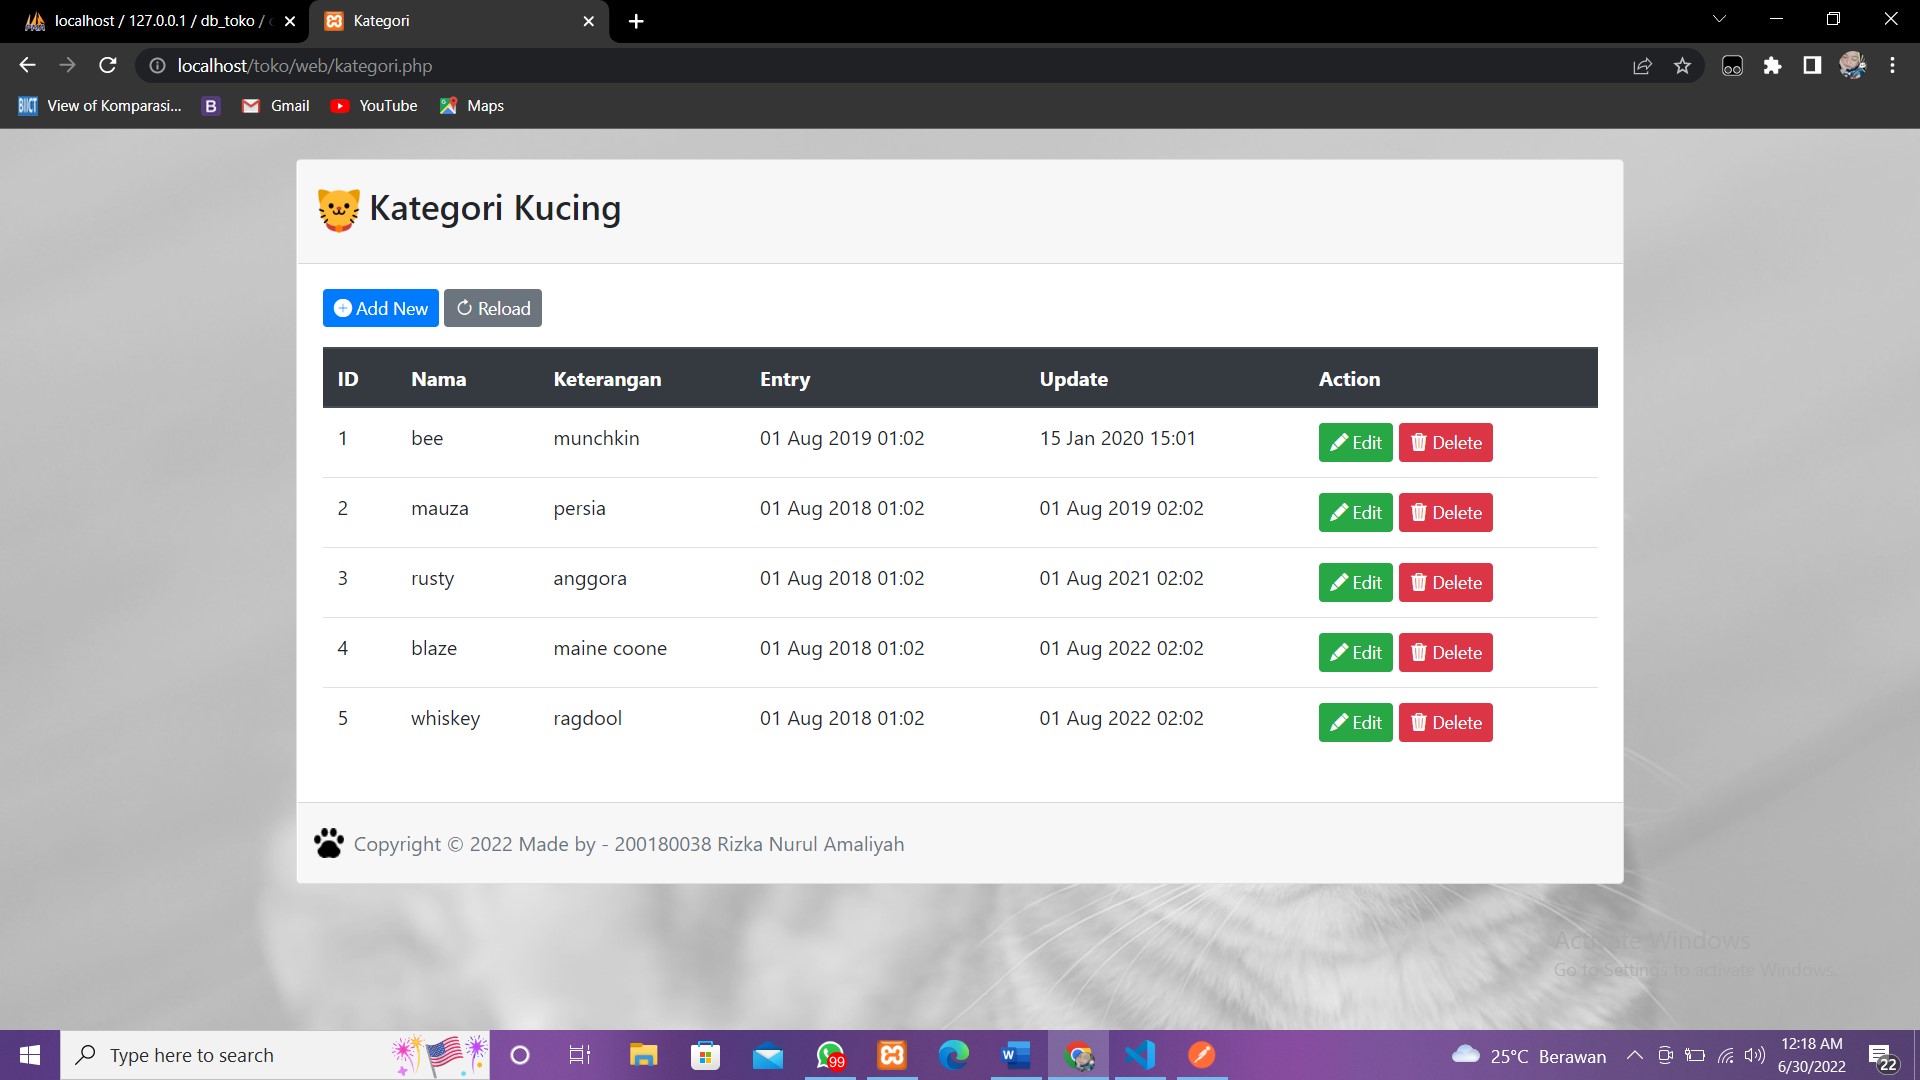 localhost / 127.0.0.1 / db_toko /
Kategori
localhost/toko/web/kategori.php
BIICT View of Komparasi...
B
Gmail
YouTube
Maps
Kategori Kucing
Add New
Reload
ID Nama Keterangan Entry Update Action
1 bee munchkin 01 Aug 2019 01:02 15 Jan 2020 15:01 Edit Delete
2 mauza persia 01 Aug 2018 01:02 01 Aug 2019 02:02 Edit Delete
3 rusty anggora 01 Aug 2018 01:02 01 Aug 2021 02:02 Edit Delete
4 blaze maine coone 01 Aug 2018 01:02 01 Aug 2022 02:02 Edit Delete
5 whiskey ragdool 01 Aug 2018 01:02 01 Aug 2022 02:02 Edit Delete
Copyright © 2022 Made by - 200180038 Rizka Nurul Amaliyah
Activate Windows
Go to Settings to activate Windows.
Type here to search
99
W
25°C Berawan
12:18 AM
6/30/2022
22